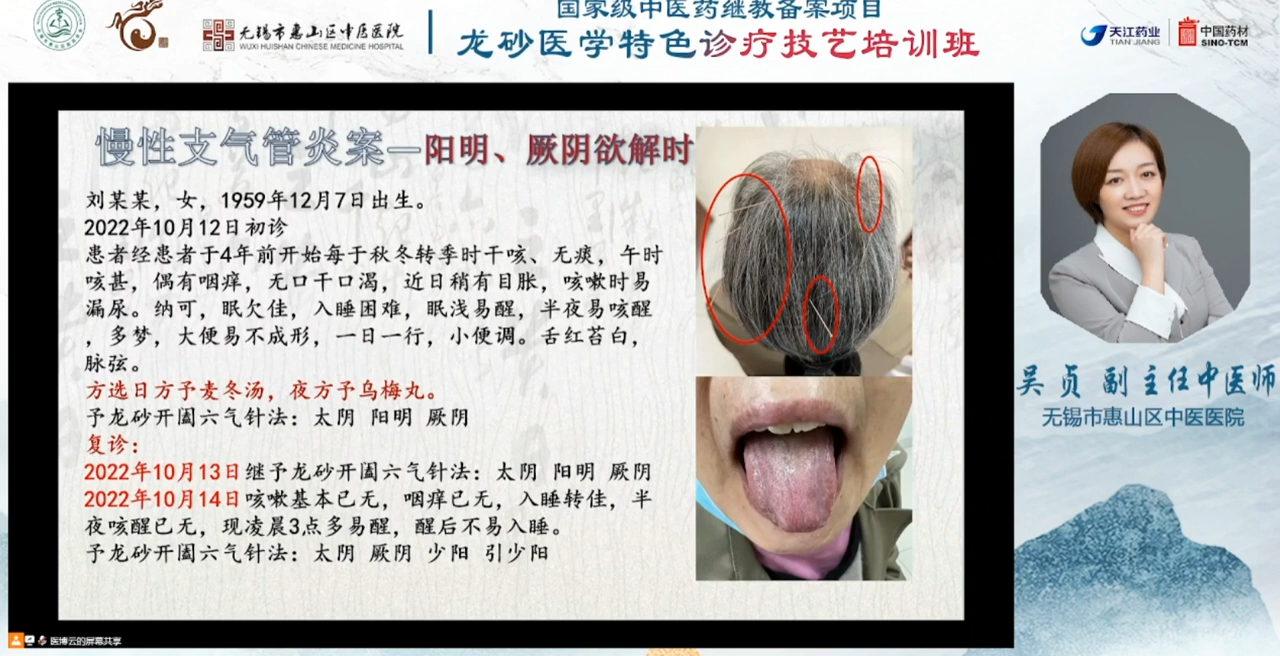 国家级中医药继教备案项目
无锡市惠山区中医医院
WUXI HUISHAN CHINESE MEDICINE HOSPITAL
龙砂医学特色诊疗技艺培训班
天江药业
TIAN JIANG
中国药材
SINO-TCM
慢性支气管炎案—阳明、厥阴欲解时
刘某某，女，1959年12月7日出生。
2022年10月12日初诊
患者经患者于4年前开始每于秋冬转季时干咳、无痰，午时
咳甚，偶有咽痒，无口干口渴，近日稍有目胀，咳嗽时易
漏尿。纳可，眠欠佳，入睡困难，眠浅易醒，半夜易咳醒
，多梦，大便易不成形，一日一行，小便调。舌红苔白，
脉弦。
方选日方予麦冬汤，夜方予乌梅丸。
予龙砂开阖六气针法：太阴 阳明 厥阴
复诊：
2022年10月13日继予龙砂开阖六气针法：太阴 阳明 厥阴
2022年10月14日咳嗽基本已无，咽痒已无，入睡转佳，半
夜咳醒已无，现凌晨3点多易醒，醒后不易入睡。
予龙砂开阖六气针法：太阴 厥阴 少阳 引少阳
吴贞 副主任中医师
无锡市惠山区中医医院
医博云的屏幕共享